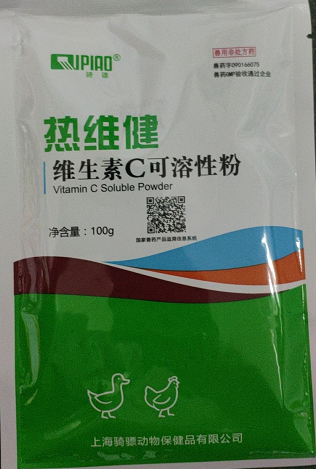 QIPIAO®
骑骠
兽用非处方药
兽药字090166075
兽药GMP验收通过企业
热维健
维生素C可溶性粉
Vitamin C Soluble Powder
净含量：100g
国家兽药产品追溯信息系统
上海骑骠动物保健品有限公司